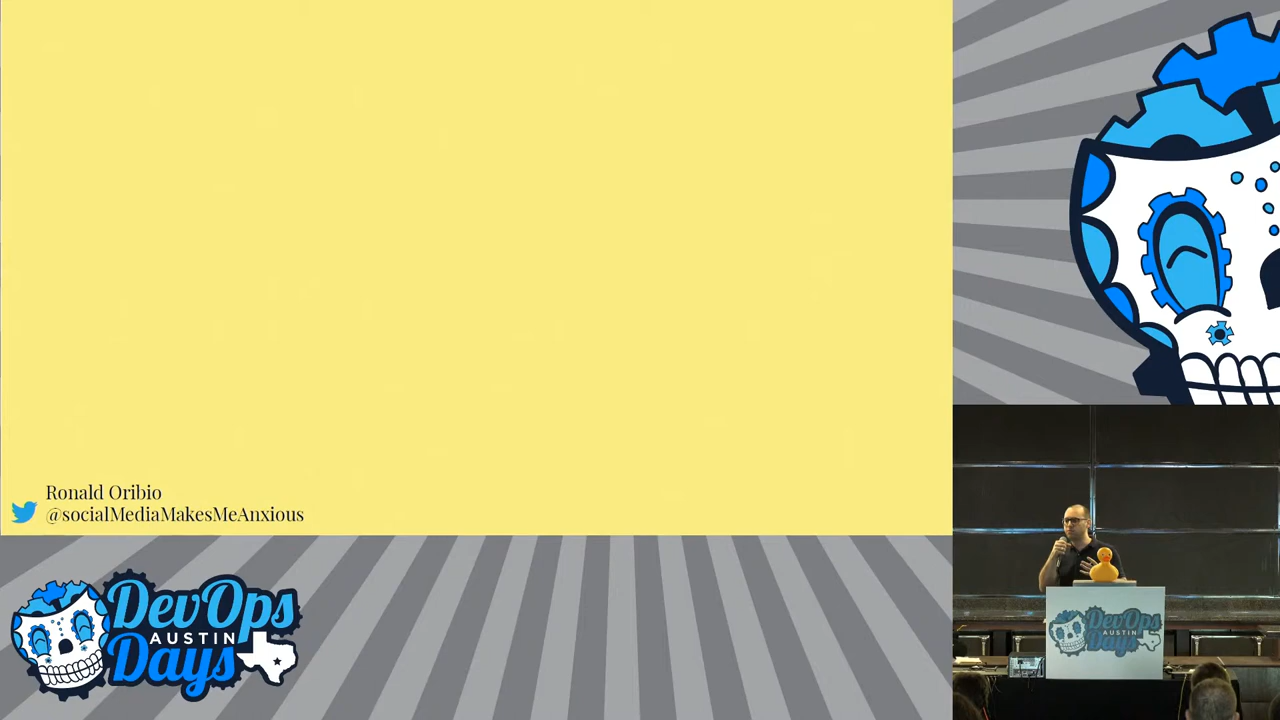 Ronald Oribio
@socialMediaMakesMeAnxious
DevOps
AUSTIN
Days
DevOps
AUSTIN
Days